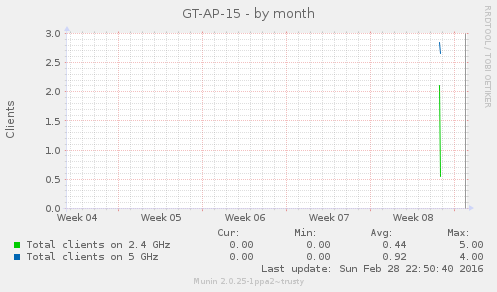 GT-AP-15 - by month
RRDTOOL / TOBI OETIKER
Clients
3.0
2.5
2.0
1.5
1.0
0.5
0.0
Week 04 Week 05 Week 06 Week 07 Week 08
Cur: Min: Avg: Max:
Total clients on 2.4 GHz 0.00 0.00 0.44 5.00
Total clients on 5 GHz 0.00 0.00 0.92 4.00
Last update: Sun Feb 28 22:50:40 2016
Munin 2.0.25-1ppa2~trusty